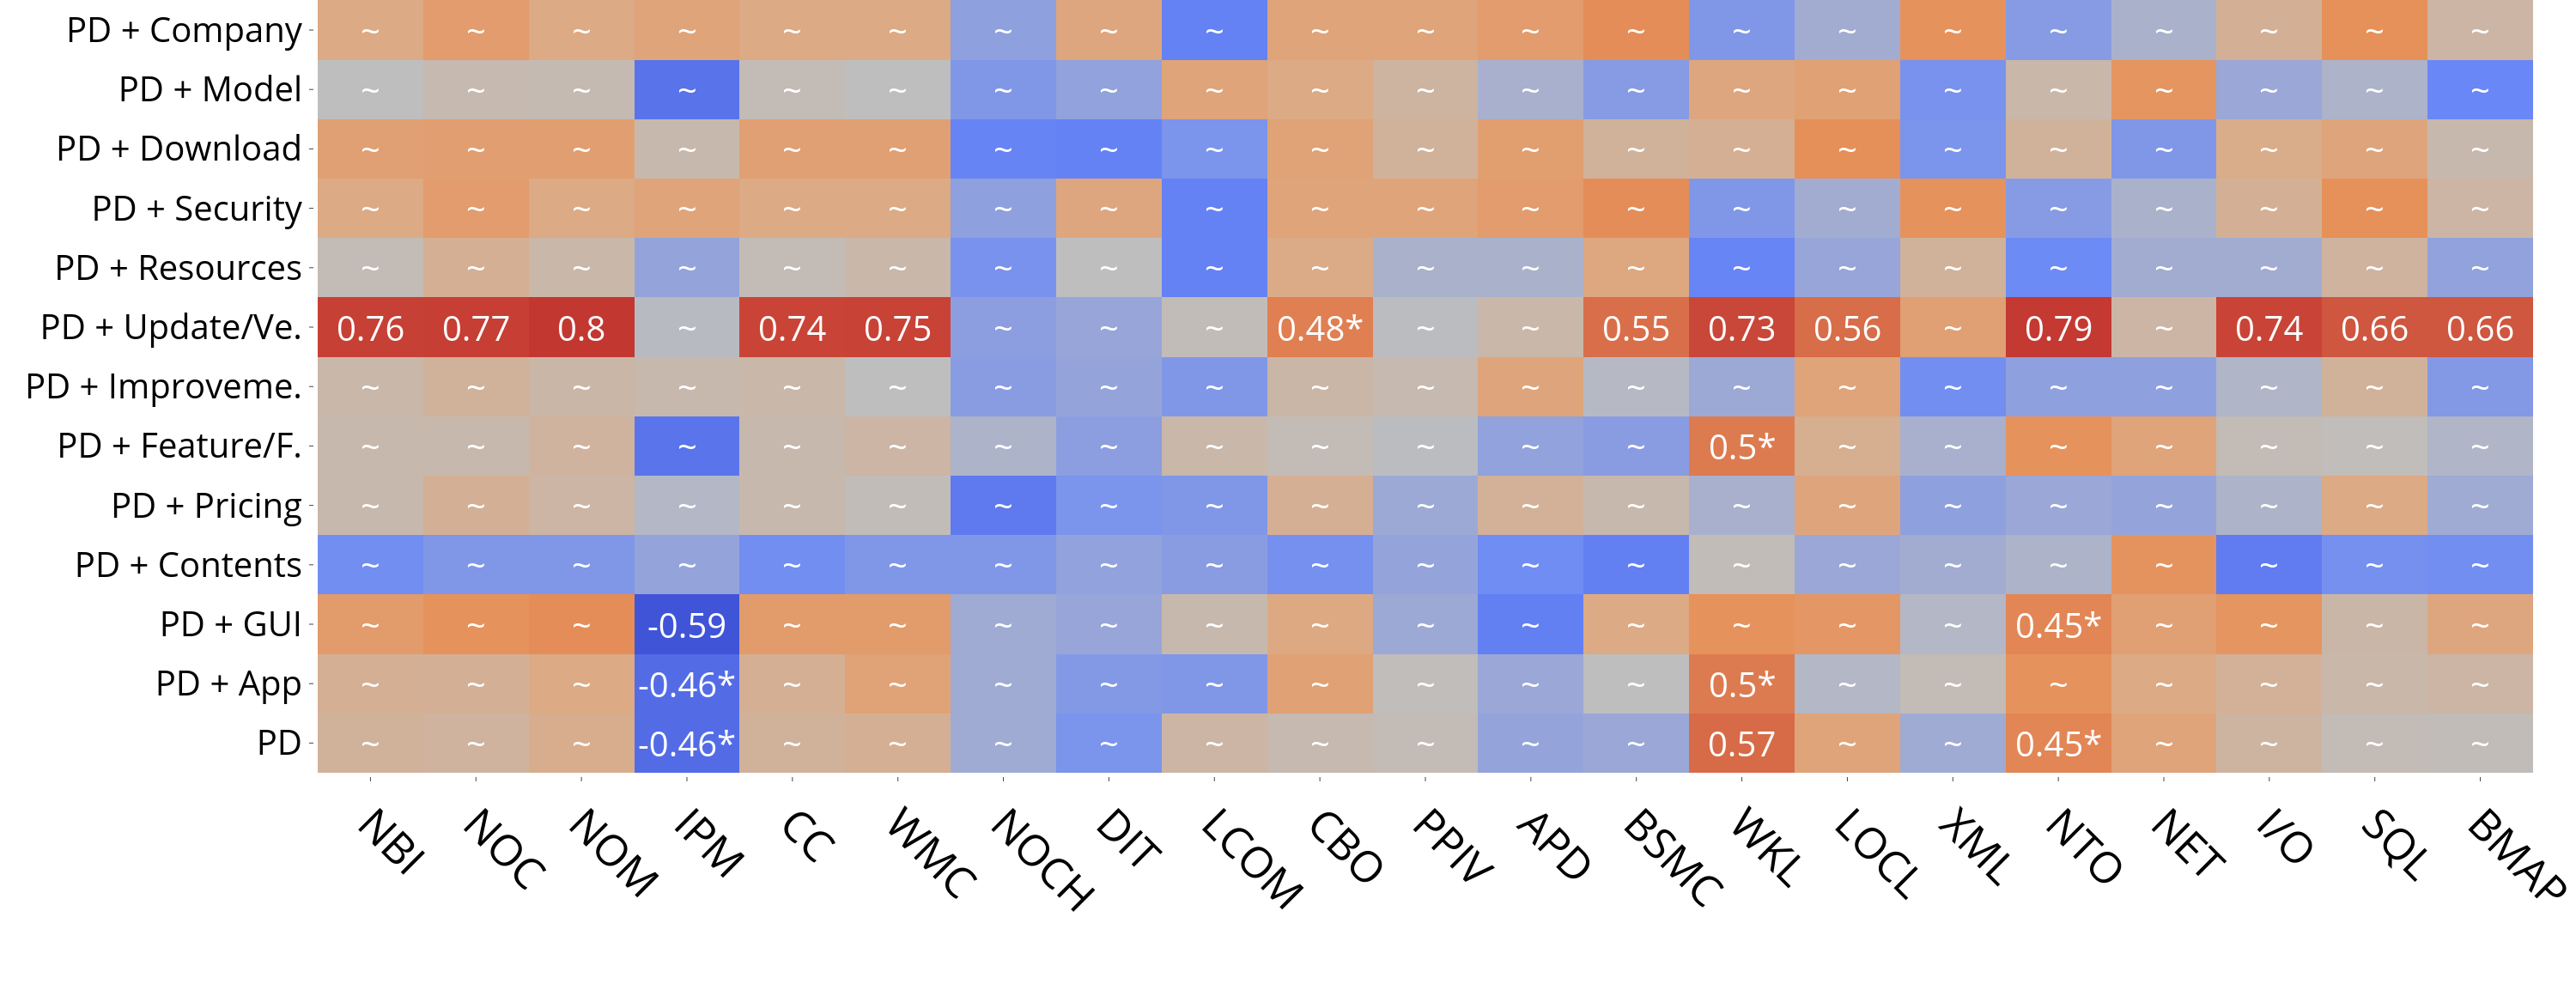 PD + Company ~ ~ ~ ~ ~ ~ ~ ~ ~ ~ ~ ~ ~ ~ ~ ~ ~ ~ ~ ~ ~
PD + Model ~ ~ ~ ~ ~ ~ ~ ~ ~ ~ ~ ~ ~ ~ ~ ~ ~ ~ ~ ~ ~
PD + Download ~ ~ ~ ~ ~ ~ ~ ~ ~ ~ ~ ~ ~ ~ ~ ~ ~ ~ ~ ~ ~
PD + Security ~ ~ ~ ~ ~ ~ ~ ~ ~ ~ ~ ~ ~ ~ ~ ~ ~ ~ ~ ~ ~
PD + Resources ~ ~ ~ ~ ~ ~ ~ ~ ~ ~ ~ ~ ~ ~ ~ ~ ~ ~ ~ ~ ~
PD + Update/Ve. 0.76 0.77 0.8 ~ 0.74 0.75 ~ ~ ~ 0.48* ~ ~ 0.55 0.73 0.56 ~ 0.79 ~ 0.74 0.66 0.66
PD + Improveme. ~ ~ ~ ~ ~ ~ ~ ~ ~ ~ ~ ~ ~ ~ ~ ~ ~ ~ ~ ~ ~
PD + Feature/F. ~ ~ ~ ~ ~ ~ ~ ~ ~ ~ ~ ~ ~ 0.5* ~ ~ ~ ~ ~ ~ ~
PD + Pricing ~ ~ ~ ~ ~ ~ ~ ~ ~ ~ ~ ~ ~ ~ ~ ~ ~ ~ ~ ~ ~
PD + Contents ~ ~ ~ ~ ~ ~ ~ ~ ~ ~ ~ ~ ~ ~ ~ ~ ~ ~ ~ ~ ~
PD + GUI ~ ~ ~ -0.59 ~ ~ ~ ~ ~ ~ ~ ~ ~ ~ ~ ~ 0.45* ~ ~ ~ ~
PD + App ~ ~ ~ -0.46* ~ ~ ~ ~ ~ ~ ~ ~ ~ 0.5* ~ ~ ~ ~ ~ ~ ~
PD ~ ~ ~ -0.46* ~ ~ ~ ~ ~ ~ ~ ~ ~ 0.57 ~ ~ 0.45* ~ ~ ~ ~
NBI NOC NOM IPM CC WMC NOCH DIT LCOM CBO PPIV APD BSMC WKL LOCL XML NTO NET I/O SQL BMAP